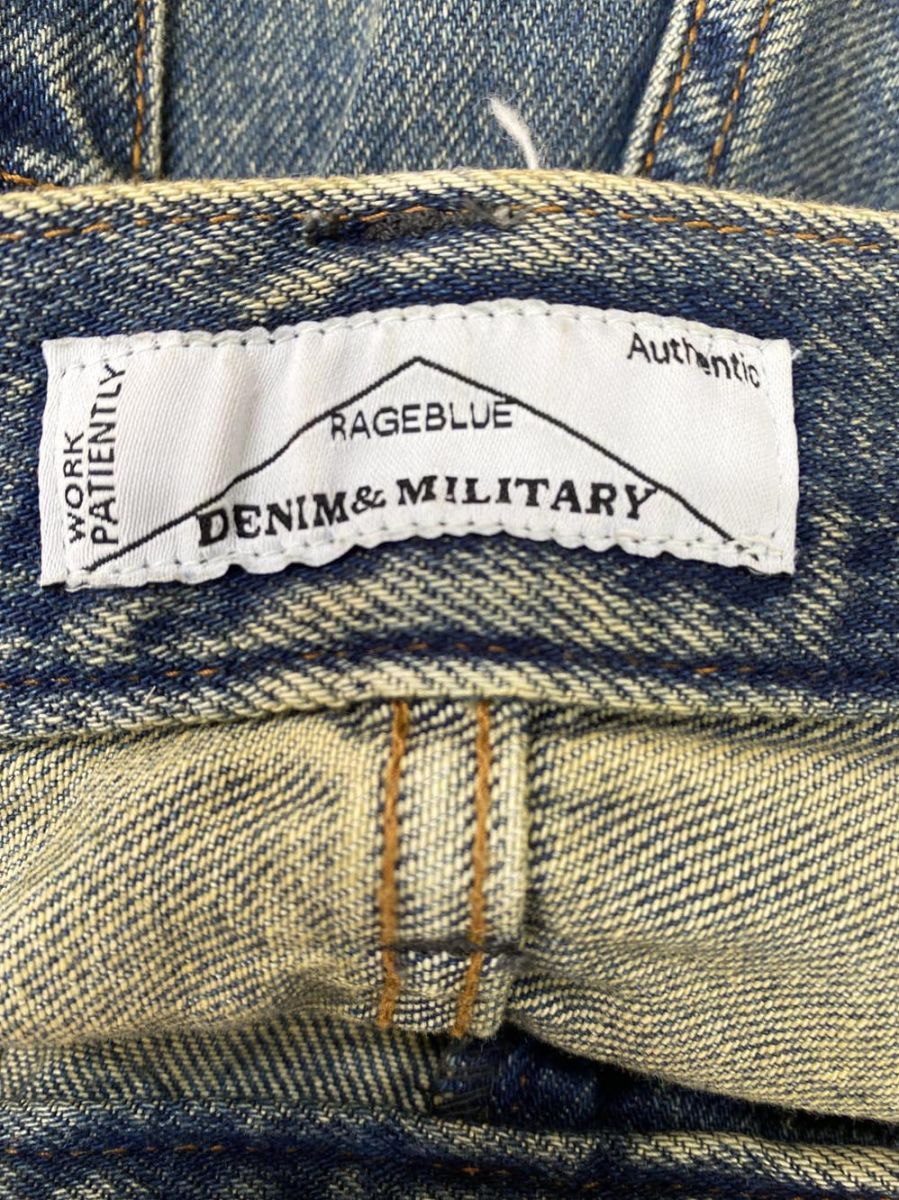 WORK
PATIENTLY
Authentic
RAGEBLUE
DENIM & MILITARY